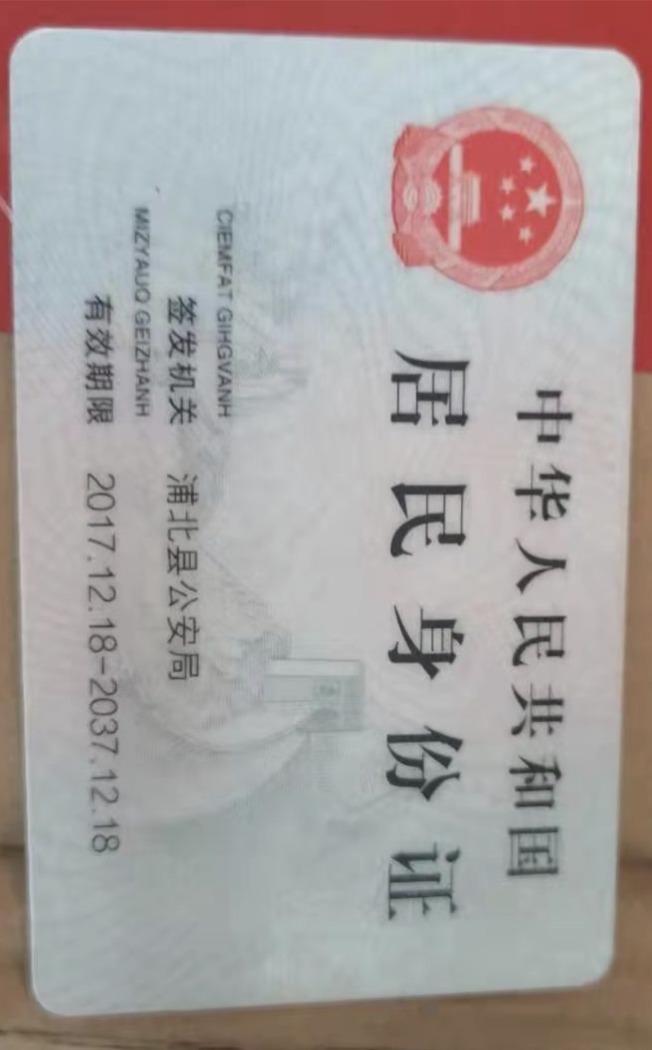 中华人民共和国
居民身份证
CIEMFAT GIHGVANH
签发机关 浦北县公安局
MIZYAUQ GEIZHANH
有效期限 2017.12.18-2037.12.18